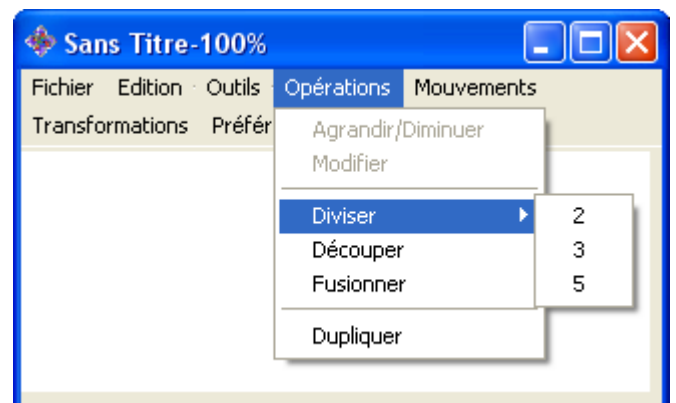 Sans Titre-100%
Fichier Edition Outils Opérations Mouvements
Transformations Préfér
Agrandir/Diminuer
Modifier
Diviser
2
Découper
3
Fusionner
5
Dupliquer